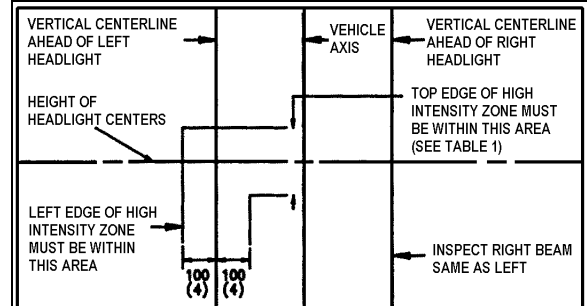 VERTICAL CENTERLINE
AHEAD OF LEFT
HEADLIGHT
VEHICLE
AXIS
VERTICAL CENTERLINE
AHEAD OF RIGHT
HEADLIGHT
HEIGHT OF
HEADLIGHT CENTERS
TOP EDGE OF HIGH
INTENSITY ZONE MUST
BE WITHIN THIS AREA
(SEE TABLE 1)
LEFT EDGE OF HIGH
INTENSITY ZONE
MUST BE WITHIN
THIS AREA
100
(4)
100
(4)
INSPECT RIGHT BEAM
SAME AS LEFT